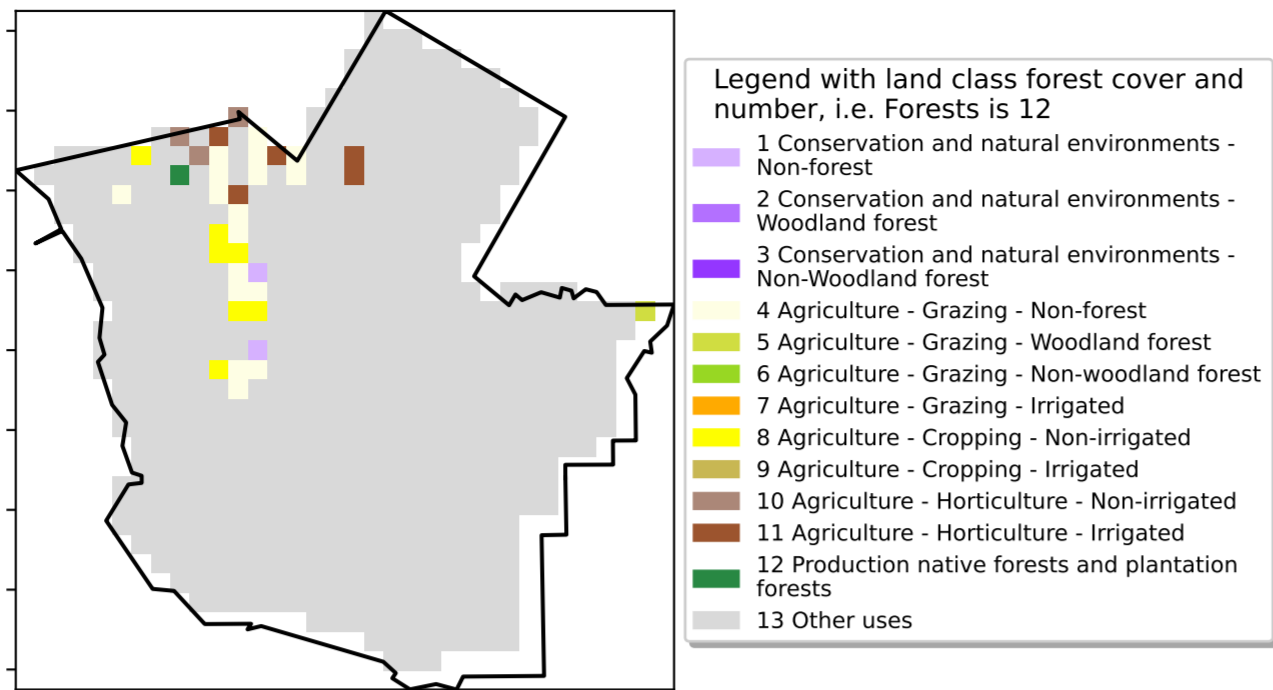 Legend with land class forest cover and
number, i.e. Forests is 12
1 Conservation and natural environments -
Non-forest
2 Conservation and natural environments -
Woodland forest
3 Conservation and natural environments -
Non-Woodland forest
4 Agriculture - Grazing - Non-forest
5 Agriculture - Grazing - Woodland forest
6 Agriculture - Grazing - Non-woodland forest
7 Agriculture - Grazing - Irrigated
8 Agriculture - Cropping - Non-irrigated
9 Agriculture - Cropping - Irrigated
10 Agriculture - Horticulture - Non-irrigated
11 Agriculture - Horticulture - Irrigated
12 Production native forests and plantation
forests
13 Other uses